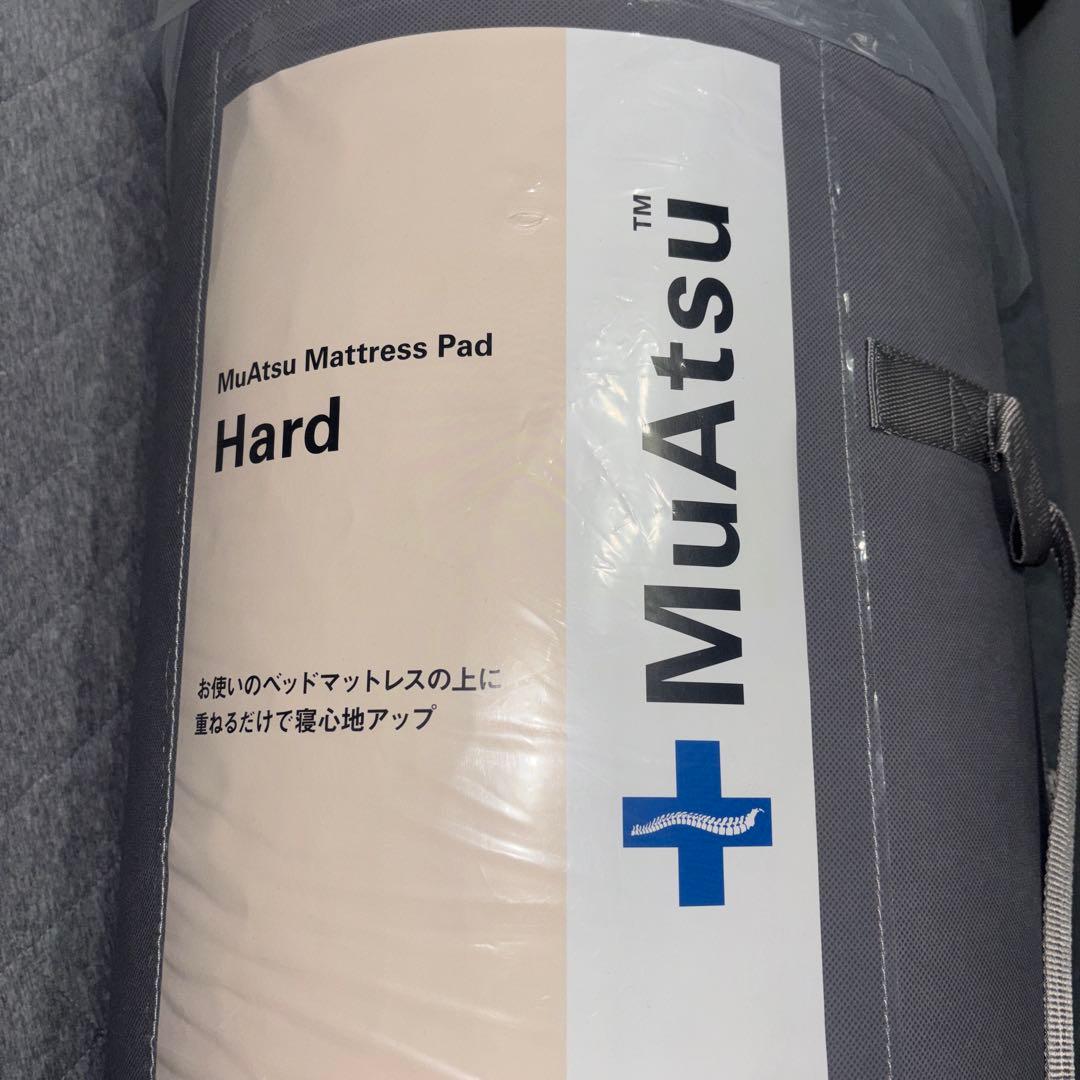 MuAtsu Mattress Pad
Hard
お使いのベッドマットレスの上に
重ねるだけで寝心地アップ
MuAtsu™